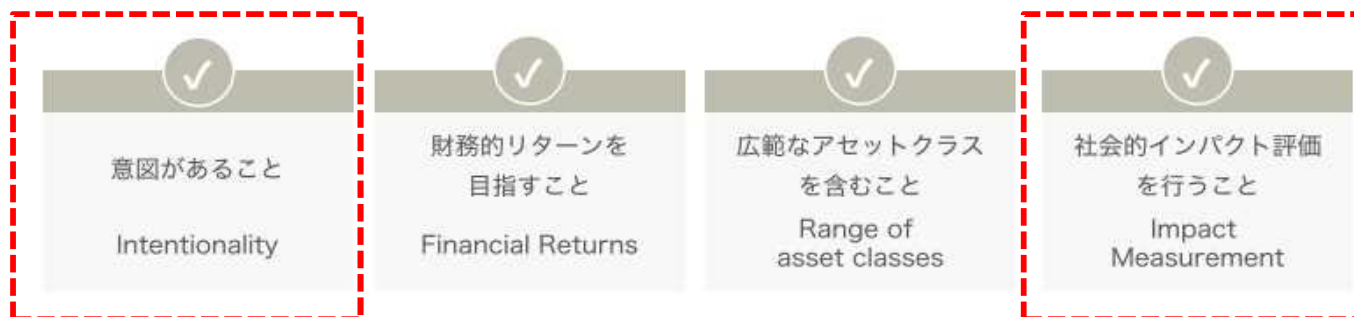 意図があること
Intentionality
財務的リターンを
目指すこと
Financial Returns
広範なアセットクラス
を含むこと
Range of
asset classes
社会的インパクト評価
を行うこと
Impact
Measurement